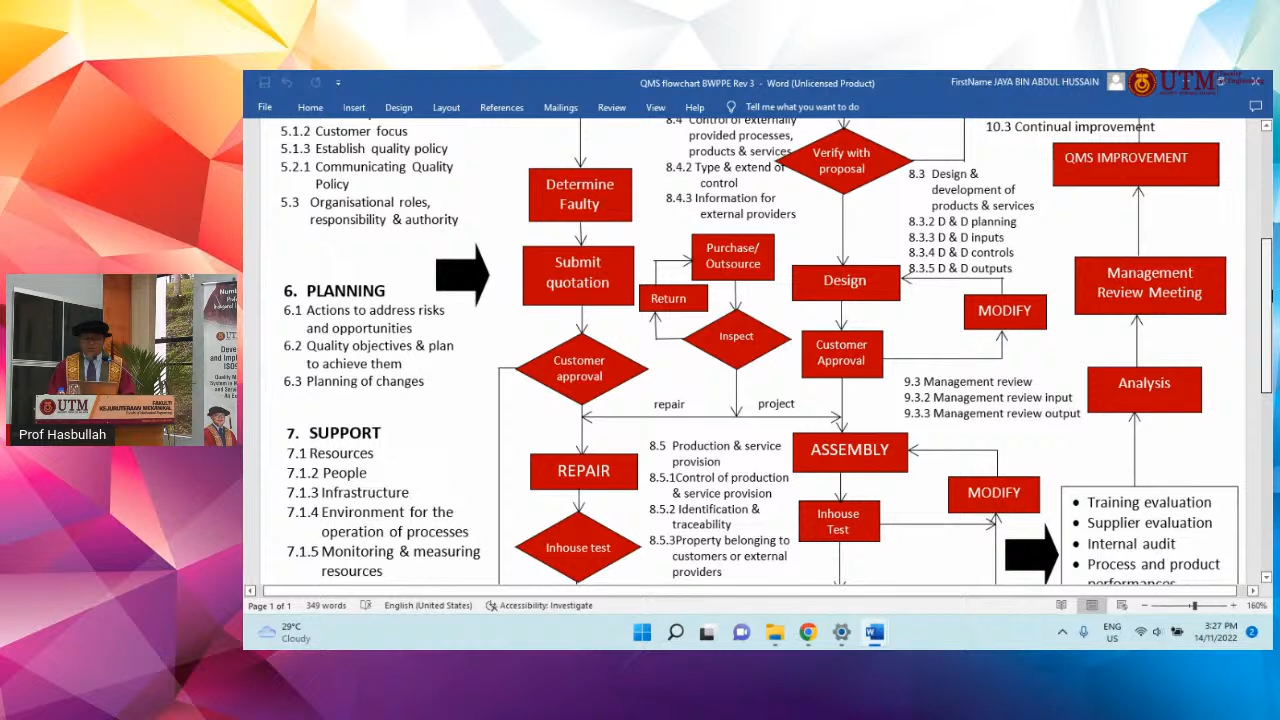 QMS flowchart BWPPE Rev 3 - Word (Unlicensed Product)
FirstName JAYA BIN ABDUL HUSSAIN
UTM
File Home Insert Design Layout References Mailings Review View Help Tell me what you want to do
5.1.2 Customer focus
5.1.3 Establish quality policy
5.2.1 Communicating Quality
Policy
5.3 Organisational roles,
responsibility & authority
6. PLANNING
6.1 Actions to address risks
and opportunities
6.2 Quality objectives & plan
to achieve them
6.3 Planning of changes
7. SUPPORT
7.1 Resources
7.1.2 People
7.1.3 Infrastructure
7.1.4 Environment for the
operation of processes
7.1.5 Monitoring & measuring
resources
Determine
Faulty
Submit
quotation
Customer
approval
REPAIR
Inhouse test
8.4 Control of externally
provided processes,
products & services
8.4.2 Type & extend of
control
8.4.3 Information for
external providers
Purchase/
Outsource
Return
Inspect
repair
project
8.5 Production & service
provision
8.5.1Control of production
& service provision
8.5.2 Identification &
traceability
8.5.3Property belonging to
customers or external
providers
Verify with
proposal
Design
Customer
Approval
ASSEMBLY
Inhouse
Test
8.3 Design &
development of
products & services
8.3.2 D & D planning
8.3.3 D & D inputs
8.3.4 D & D controls
8.3.5 D & D outputs
MODIFY
9.3 Management review
9.3.2 Management review input
9.3.3 Management review output
MODIFY
10.3 Continual improvement
QMS IMPROVEMENT
Management
Review Meeting
Analysis
• Training evaluation
• Supplier evaluation
• Internal audit
• Process and product
performances
UTM
FAKULTI
KEJURUTERAAN MEKANIKAL
Prof Hasbullah
Page 1 of 1 349 words English (United States) Accessibility: Investigate
160%
29°C
Cloudy
ENG
US
3:27 PM
14/11/2022
2